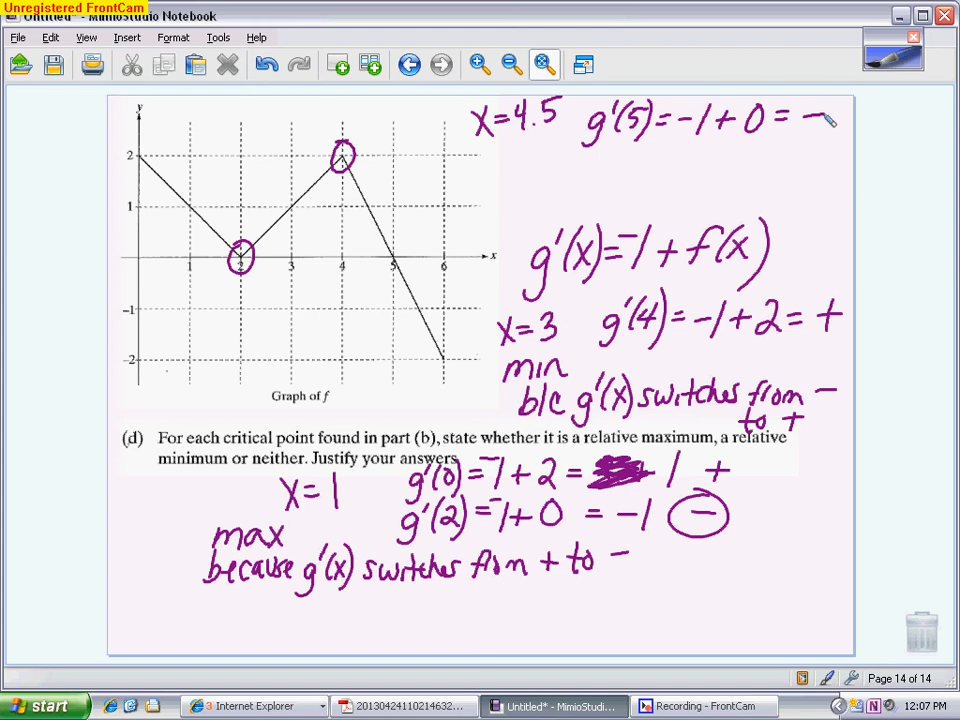 Unregistered FrontCam
Untitled* - MimioStudio Notebook
File Edit View Insert Format Tools Help
y
2
1
-1
-2
1 2 3 4 5 6 x
Graph of f
x=4.5 g'(5)=-1+0=-
g'(x)=-1+f(x)
x=3 g'(4)=-1+2=+
min
b/c g'(x) switches from -
to +
(d) For each critical point found in part (b), state whether it is a relative maximum, a relative
minimum or neither. Justify your answers.
x=1 g'(0)=-1+2= 1 +
g'(2)=-1+0 =-1 -
max
because g'(x) switches from + to -
Page 14 of 14
start 3 Internet Explorer 20130424110214632... Untitled* - MimioStudi... Recording - FrontCam 12:07 PM